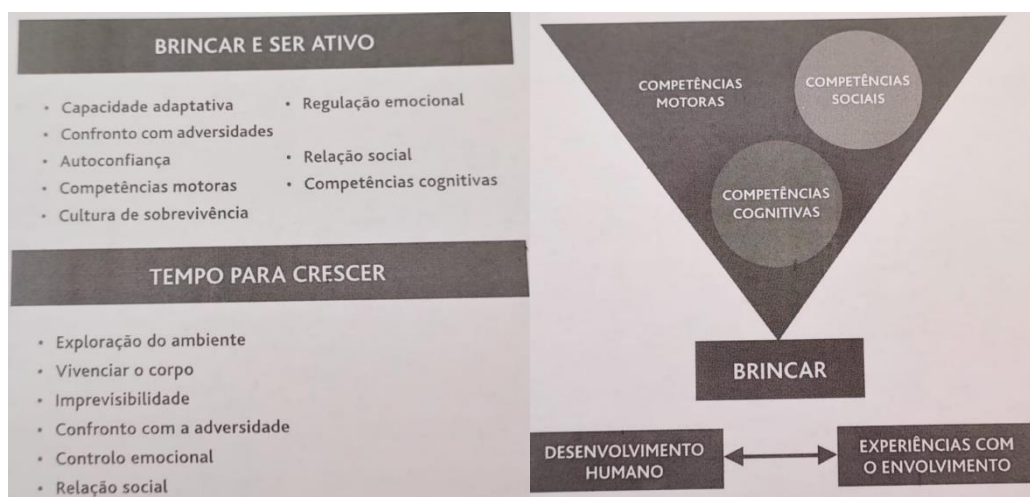 BRINCAR E SER ATIVO
• Capacidade adaptativa
• Confronto com adversidades
• Autoconfiança
• Competências motoras
• Cultura de sobrevivência
• Regulação emocional
• Relação social
• Competências cognitivas
TEMPO PARA CRESCER
• Exploração do ambiente
• Vivenciar o corpo
• Imprevisibilidade
• Confronto com a adversidade
• Controlo emocional
• Relação social
COMPETÊNCIAS
MOTORAS
COMPETÊNCIAS
SOCIAIS
COMPETÊNCIAS
COGNITIVAS
BRINCAR
DESENVOLVIMENTO
HUMANO
EXPERIÊNCIAS COM
O ENVOLVIMENTO